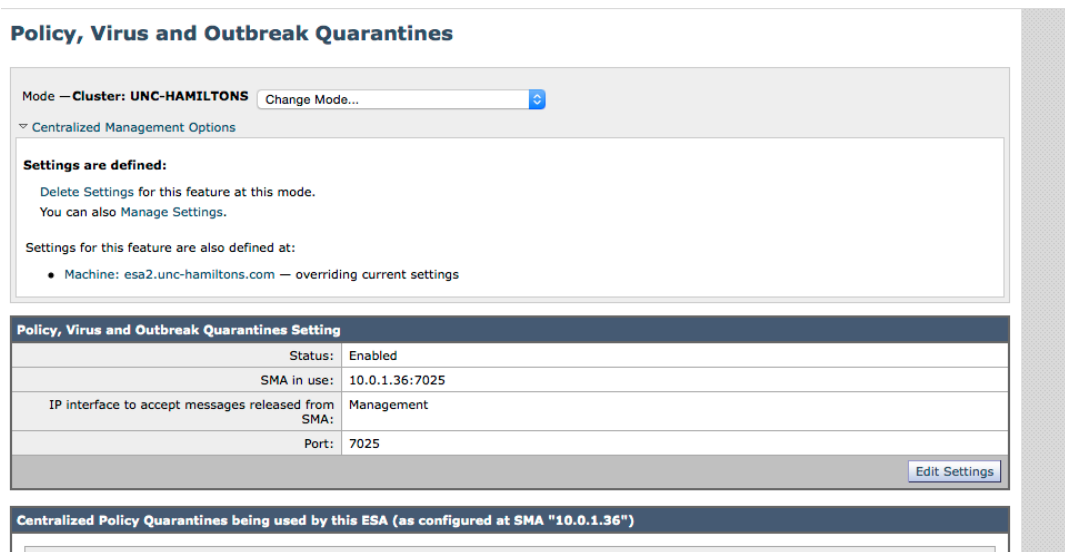 Policy, Virus and Outbreak Quarantines
Mode —Cluster: UNC-HAMILTONS Change Mode...
Centralized Management Options
Settings are defined:
Delete Settings for this feature at this mode.
You can also Manage Settings.
Settings for this feature are also defined at:
• Machine: esa2.unc-hamiltons.com — overriding current settings
Policy, Virus and Outbreak Quarantines Setting
Status: Enabled
SMA in use: 10.0.1.36:7025
IP interface to accept messages released from Management
SMA:
Port: 7025
Edit Settings
Centralized Policy Quarantines being used by this ESA (as configured at SMA "10.0.1.36")